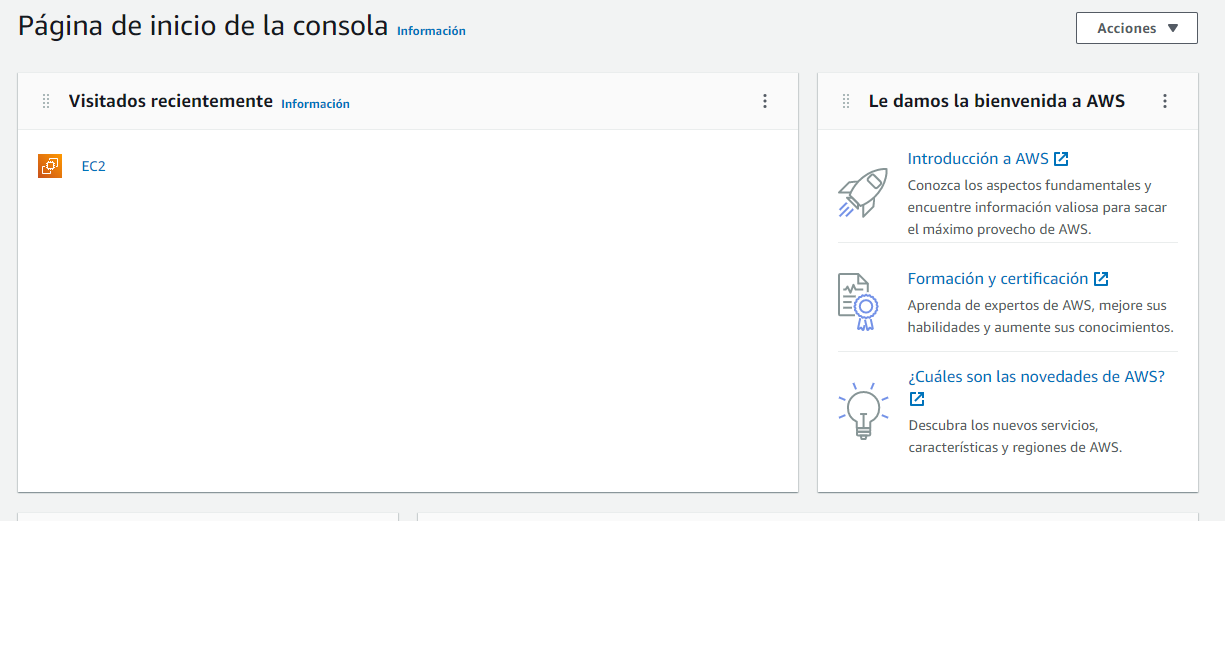 Página de inicio de la consola Información
Acciones
Visitados recientemente Información
EC2
Le damos la bienvenida a AWS
Introducción a AWS
Conozca los aspectos fundamentales y
encuentre información valiosa para sacar
el máximo provecho de AWS.
Formación y certificación
Aprenda de expertos de AWS, mejore sus
habilidades y aumente sus conocimientos.
¿Cuáles son las novedades de AWS?
Descubra los nuevos servicios,
características y regiones de AWS.